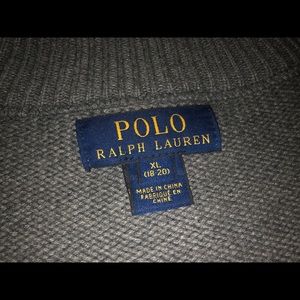 POLO
RALPH LAUREN
XL
(18-20)
MADE IN CHINA
FABRIQUÉ EN
CHINE